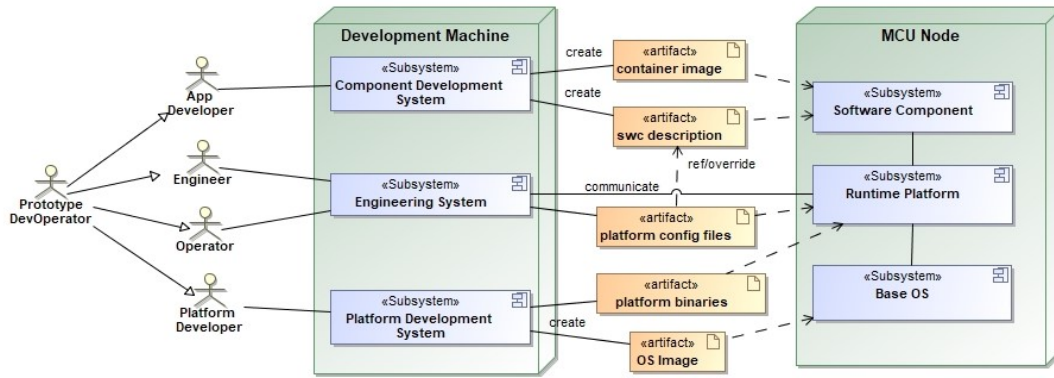 Development Machine
MCU Node
«Subsystem»
Component Development
System
create
create
«artifact»
container image
«artifact»
swc description
ref/override
«Subsystem»
Software Component
App
Developer
Engineer
Prototype
DevOperator
Operator
Platform
Developer
«Subsystem»
Engineering System
communicate
«artifact»
platform config files
«Subsystem»
Runtime Platform
«artifact»
platform binaries
«Subsystem»
Base OS
«Subsystem»
Platform Development
System
create
«artifact»
OS Image